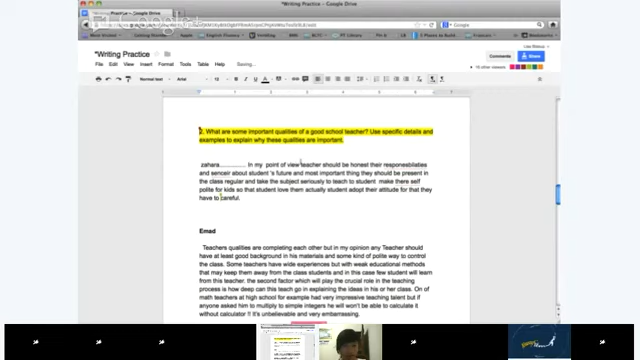 *Writing Practice – Google Drive
*Writing Practice
File Edit View Insert Format Tools Table Help Saving...
Comments Share
Normal text Arial
2. What are some important qualities of a good school teacher? Use specific details and
examples to explain why these qualities are important.
zahara.............. In my point of view teacher should be honest their responesbileties
and senceir about student 's future and most important thing they should be present in
the class regular and take the subject seriously to teach to student make there self
polite for kids so that student love them actually student adopt their attitude for that they
have to careful.
Emad
Teachers qualities are completing each other but in my opinion any Teacher should
have at least good background in his materials and some kind of polite way to control
the class. Some teachers have wide experiences but with weak educational methods
that may keep them away from the class students and in this case few student will learn
from this teacher. the second factor which will play the crucial role in the teaching
process is how deep can this teach go in explaining the ideas in his or her class. On of
math teachers at high school for example had very impressive teaching talent but if
anyone asked him to multiply to simple integers he will won't be able to calculate it
without calculator !! It's unbelievable and very embarrassing.